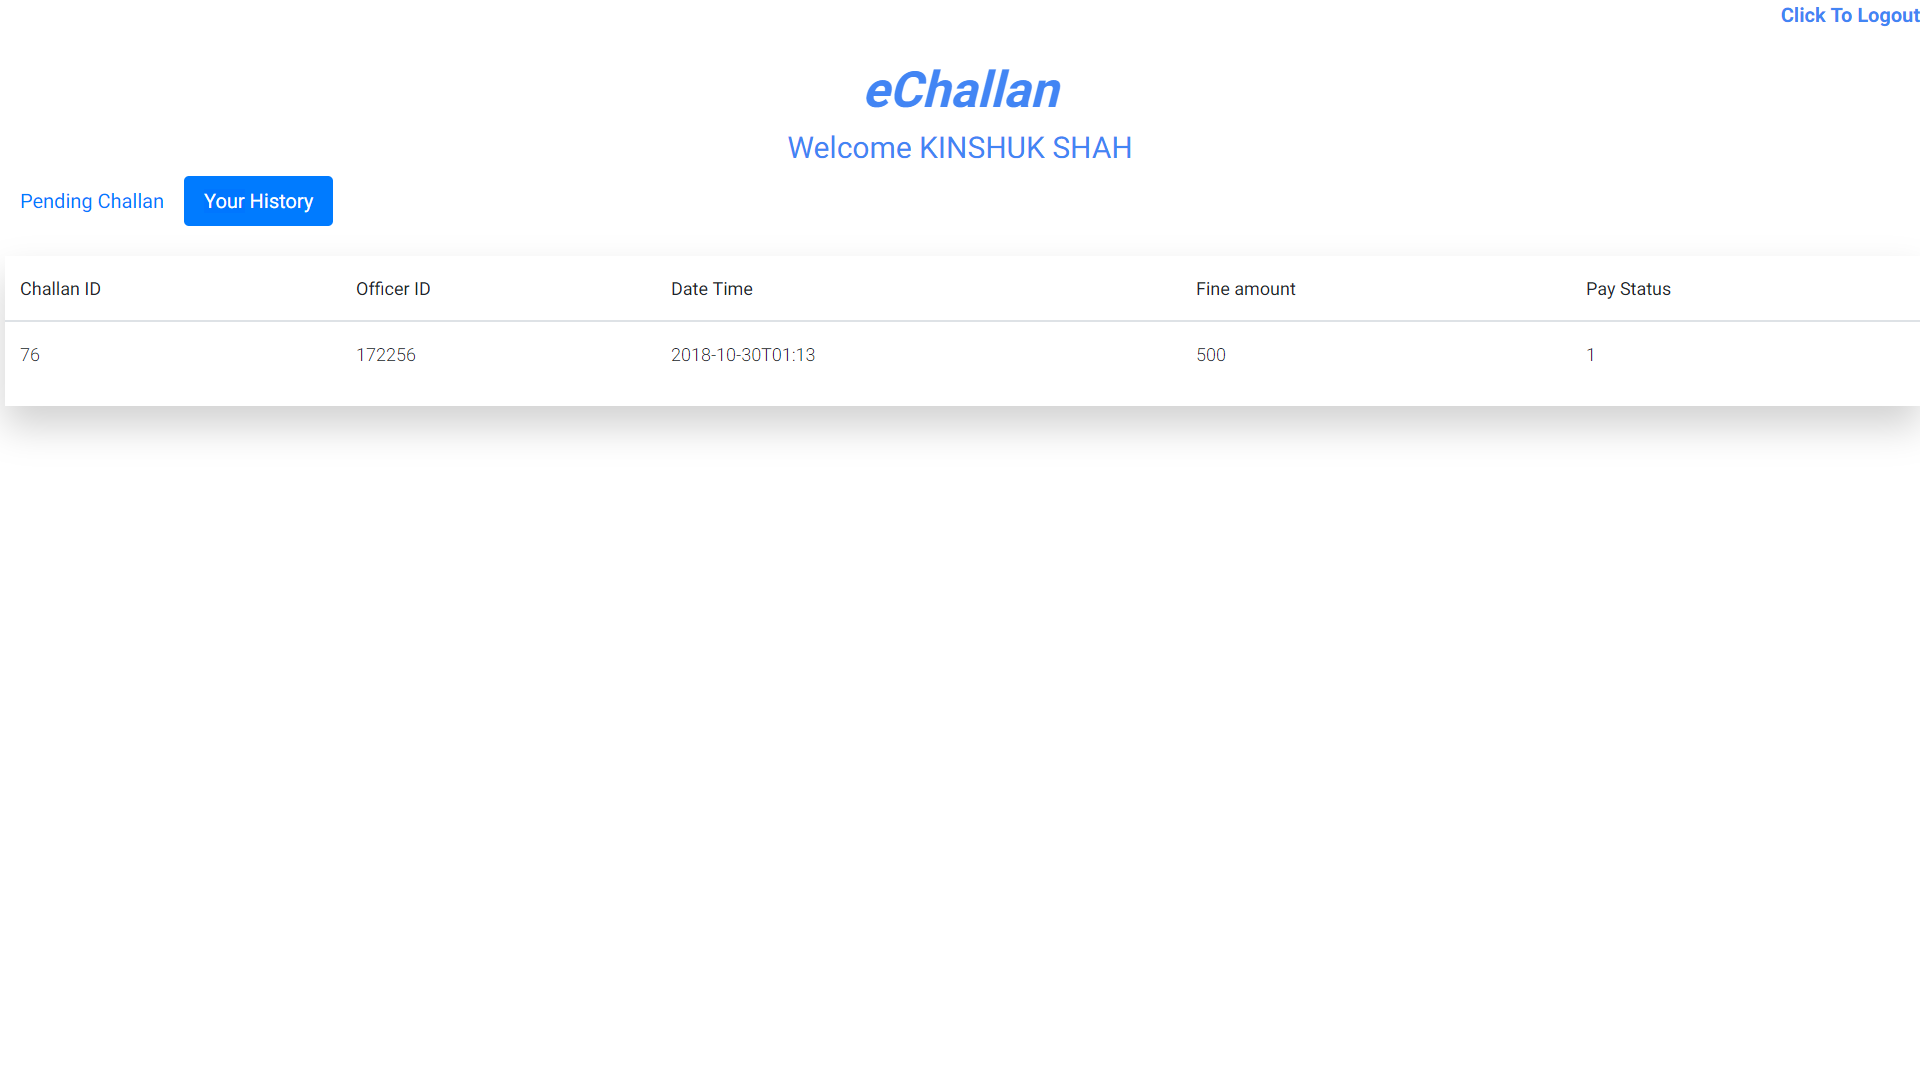 Click To Logout
eChallan
Welcome KINSHUK SHAH
Pending Challan Your History
Challan ID Officer ID Date Time Fine amount Pay Status
76 172256 2018-10-30T01:13 500 1